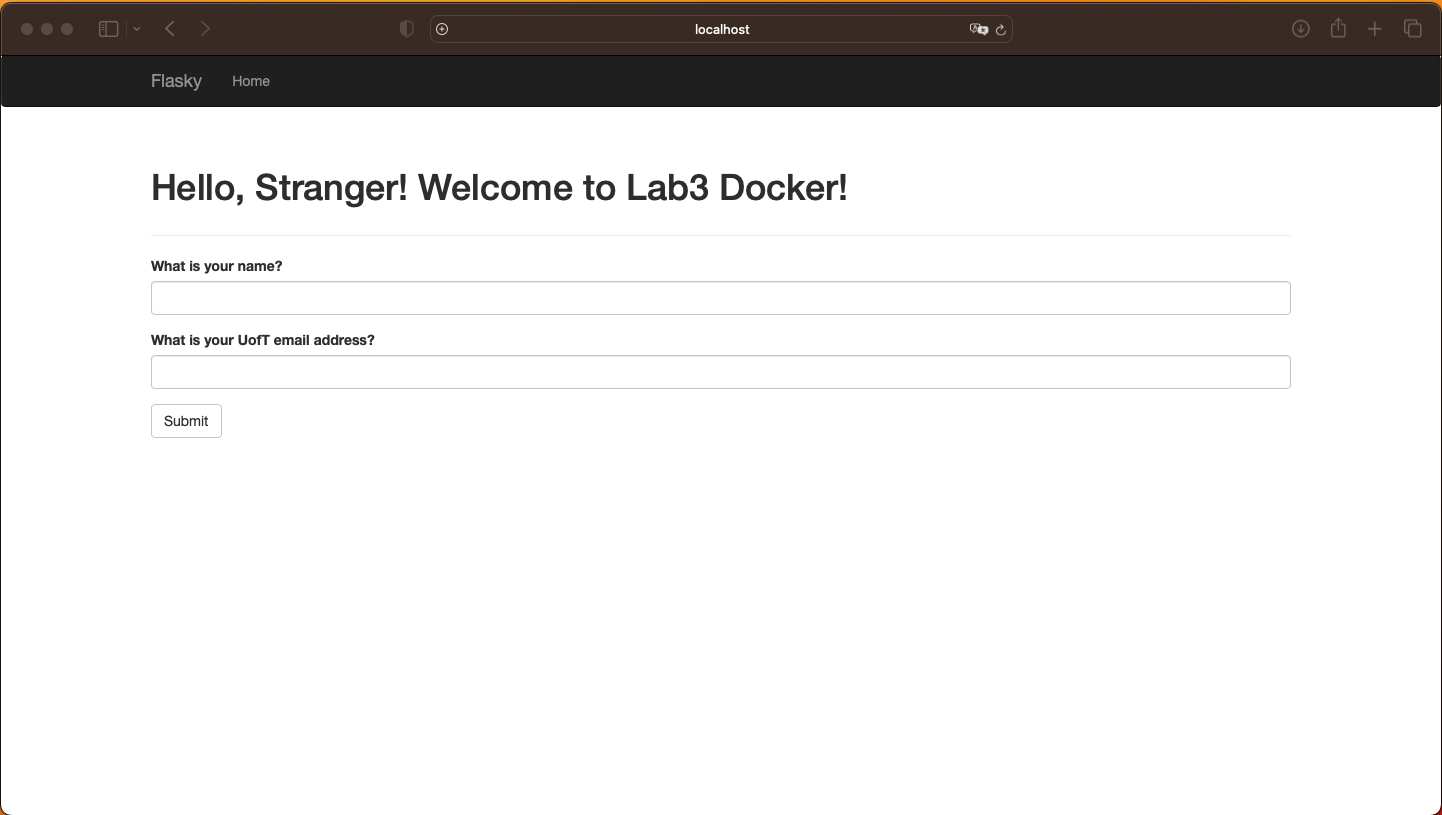 localhost
Flasky Home
Hello, Stranger! Welcome to Lab3 Docker!
What is your name?
What is your UofT email address?
Submit